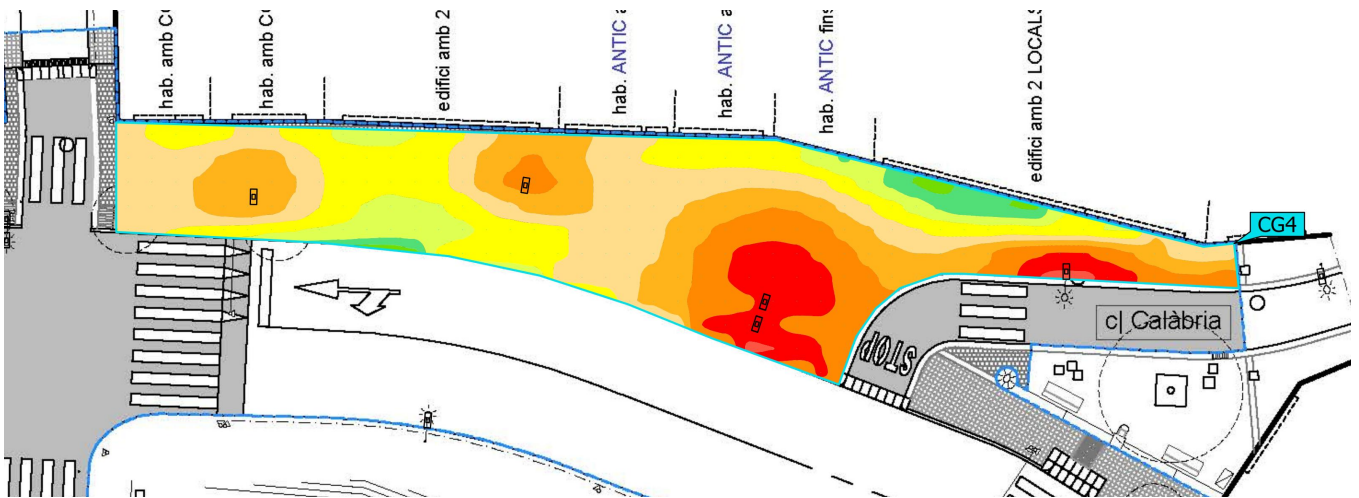 hab. amb
hab. amb
edifici amb 2
hab. ANTIC a
hab. ANTIC a
hab. ANTIC fins
edifici amb 2 LOCALS
CG4
c| Calàbria
STOP